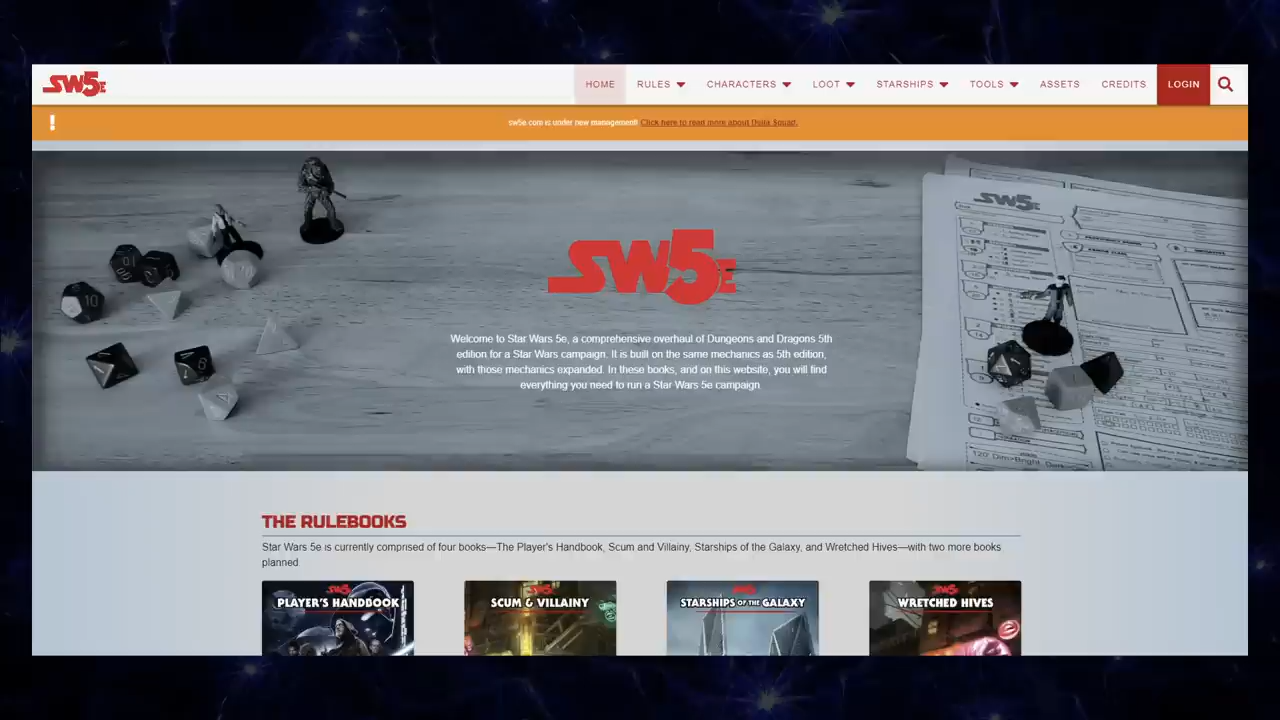 SW5E
HOME RULES CHARACTERS LOOT STARSHIPS TOOLS ASSETS CREDITS LOGIN
!
sw5e.com is under new management! Click here to read more about Delta Squad.
SW5E
SW5E
Welcome to Star Wars 5e, a comprehensive overhaul of Dungeons and Dragons 5th
edition for a Star Wars campaign. It is built on the same mechanics as 5th edition,
with those mechanics expanded. In these books, and on this website, you will find
everything you need to run a Star Wars 5e campaign
10
THE RULEBOOKS
Star Wars 5e is currently comprised of four books—The Player's Handbook, Scum and Villainy, Starships of the Galaxy, and Wretched Hives—with two more books
planned
SW5E
PLAYER'S HANDBOOK
SW5E
SCUM & VILLAINY
SW5E
STARSHIPS OF THE GALAXY
SW5E
WRETCHED HIVES